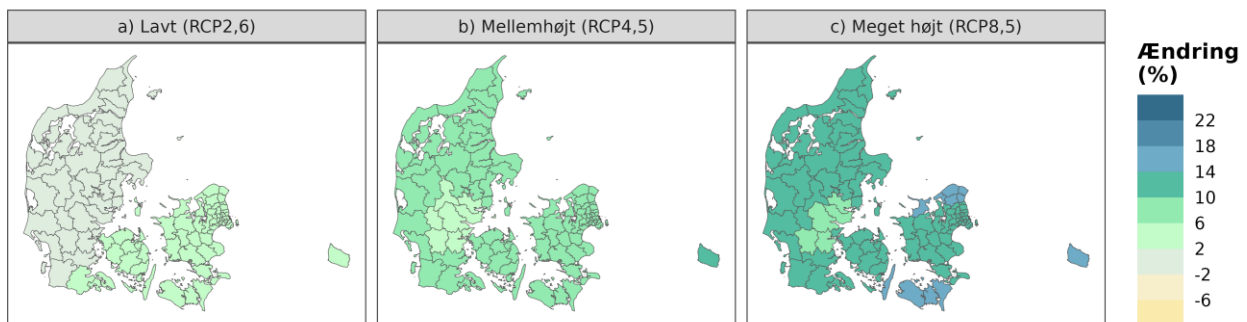 a) Lavt (RCP2,6)
b) Mellemhøjt (RCP4,5)
c) Meget højt (RCP8,5)
Ændring
(%)
22
18
14
10
6
2
-2
-6